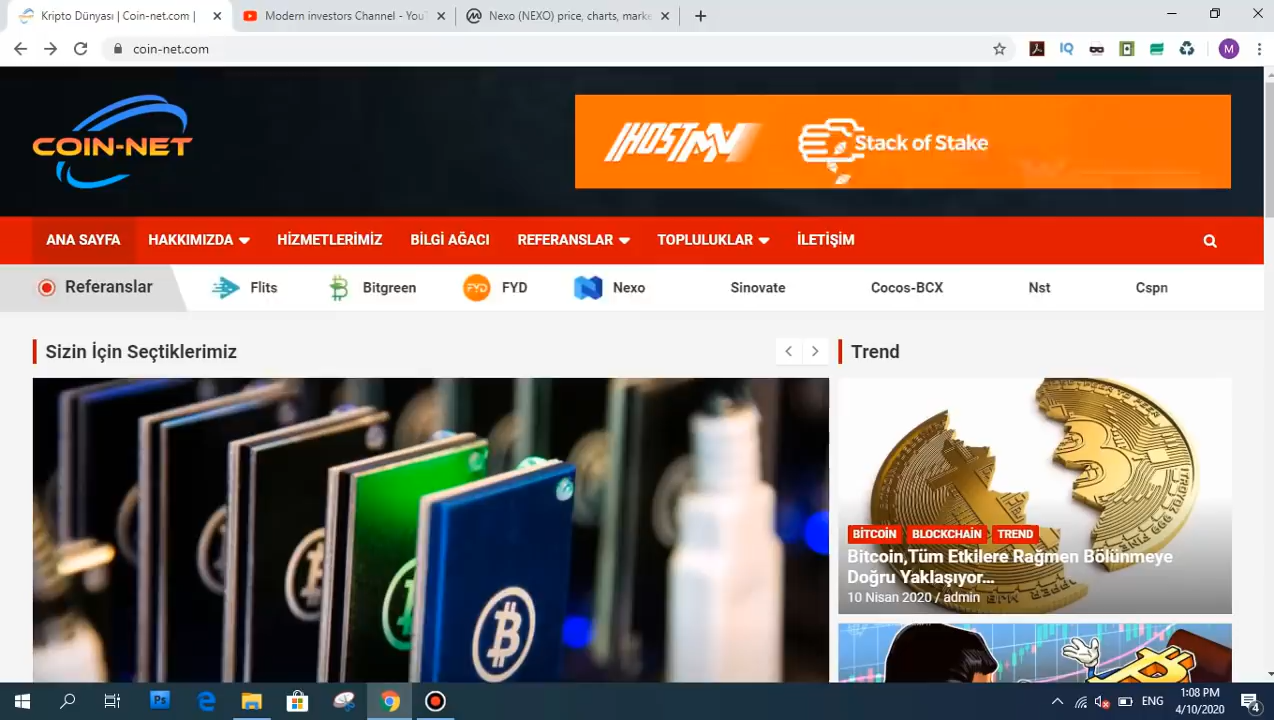 Kripto Dünyası | Coin-net.com |
Modern investors Channel - You
Nexo (NEXO) price, charts, marke
coin-net.com
M
COIN-NET
IHOSTMN
Stack of Stake
ANA SAYFA
HAKKIMIZDA
HİZMETLERİMİZ
BİLGİ AĞACI
REFERANSLAR
TOPLULUKLAR
İLETİŞİM
Referanslar
Flits
Bitgreen
FYD
FYD
Nexo
Sinovate
Cocos-BCX
Nst
Cspn
Sizin İçin Seçtiklerimiz
Trend
BİTCOİN
BLOCKCHAIN
TREND
Bitcoin,Tüm Etkilere Rağmen Bölünmeye
Doğru Yaklaşıyor...
10 Nisan 2020 / admin
Ps
ENG
1:08 PM
4/10/2020
4